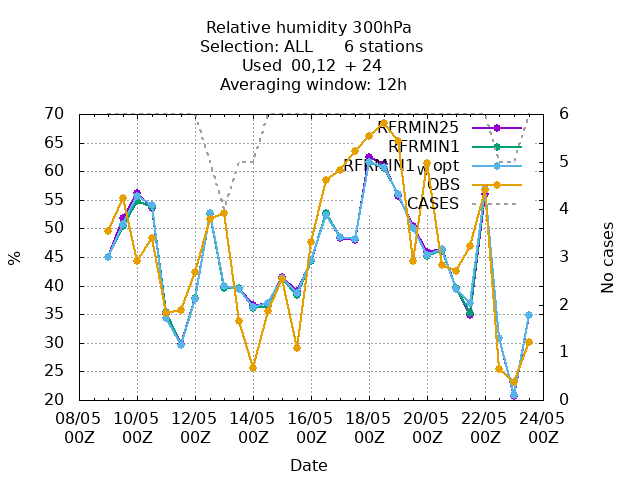 Relative humidity 300hPa
Selection: ALL 6 stations
Used 00,12 + 24
Averaging window: 12h
70
65
60
55
50
45
40
35
30
25
20
%
6
5
4
3
2
1
0
No cases
RFRMIN25
RFRMIN1
RFRMIN1wopt
OBS
CASES
08/05 10/05 12/05 14/05 16/05 18/05 20/05 22/05 24/05
00Z 00Z 00Z 00Z 00Z 00Z 00Z 00Z 00Z
Date